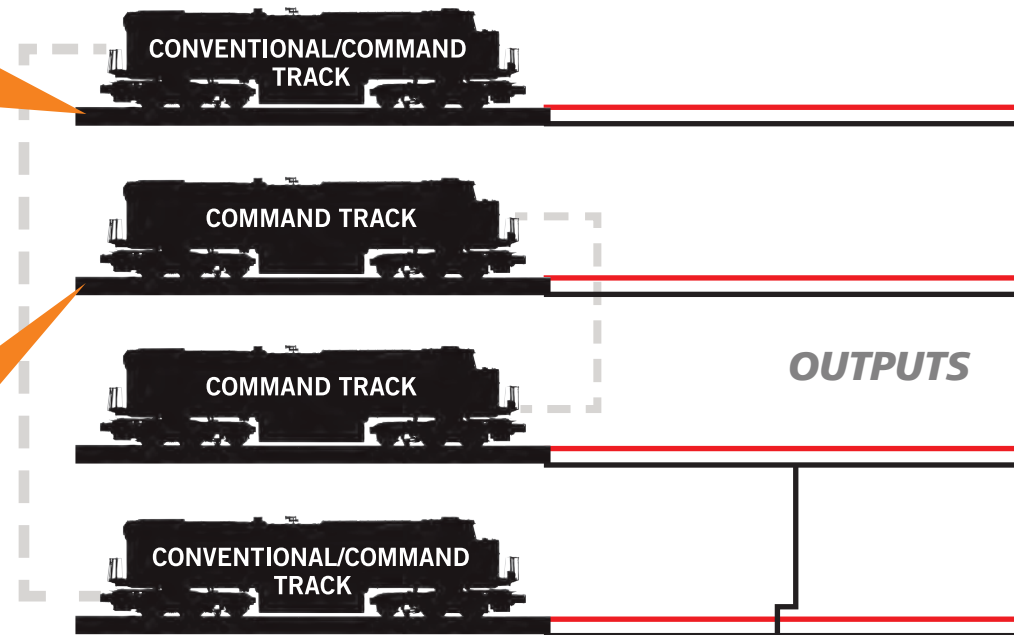 CONVENTIONAL/COMMAND
TRACK
COMMAND TRACK
COMMAND TRACK
OUTPUTS
CONVENTIONAL/COMMAND
TRACK